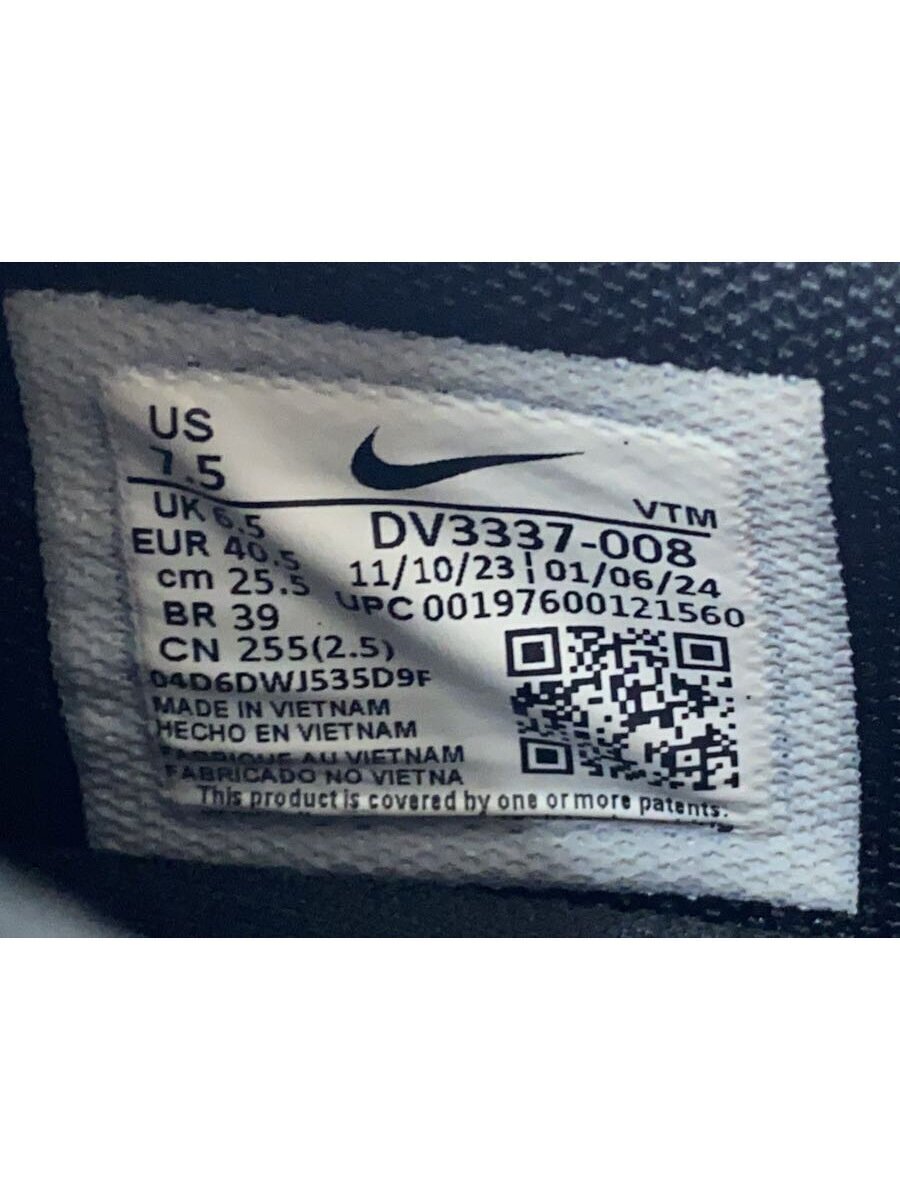 US
7.5
VTM
UK 6.5
DV3337-008
EUR 40.5
11/10/23 | 01/06/24
cm 25.5
UPC 00197600121560
BR 39
CN 255(2.5)
04D6DWJ535D9F
MADE IN VIETNAM
HECHO EN VIETNAM
FABRIQUE AU VIETNAM
FABRICADO NO VIETNA
This product is covered by one or more patents.